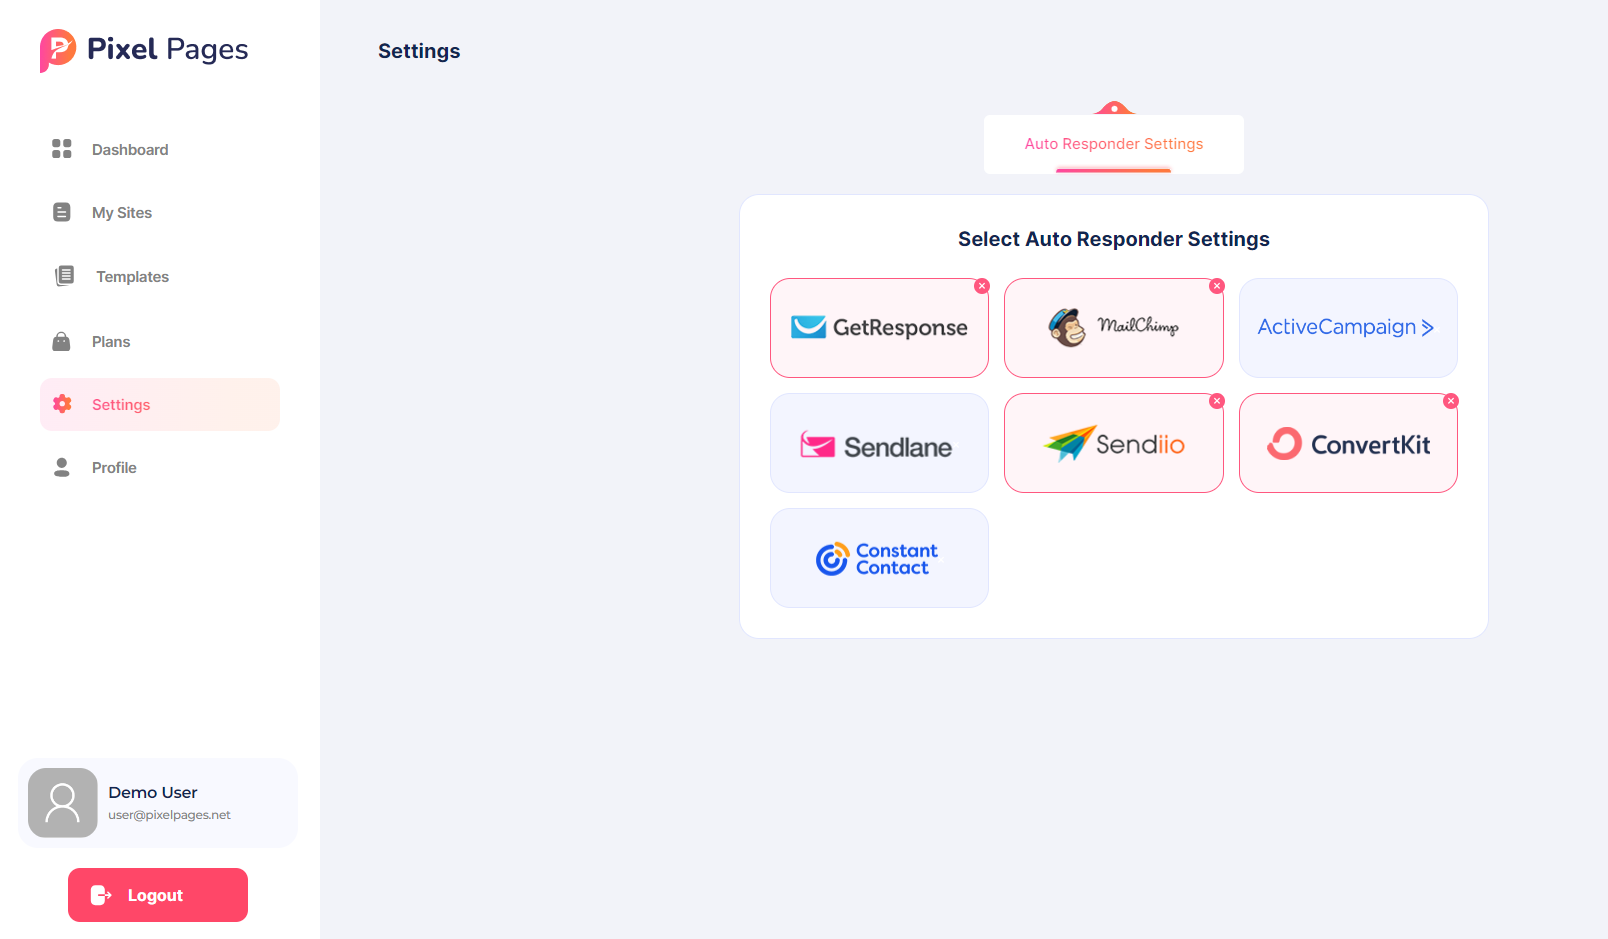 Pixel Pages
Dashboard
My Sites
Templates
Plans
Settings
Profile
Demo User
user@pixelpages.net
Logout
Settings
Auto Responder Settings
Select Auto Responder Settings
GetResponse
MailChimp
ActiveCampaign
Sendlane
Sendiio
ConvertKit
Constant
Contact